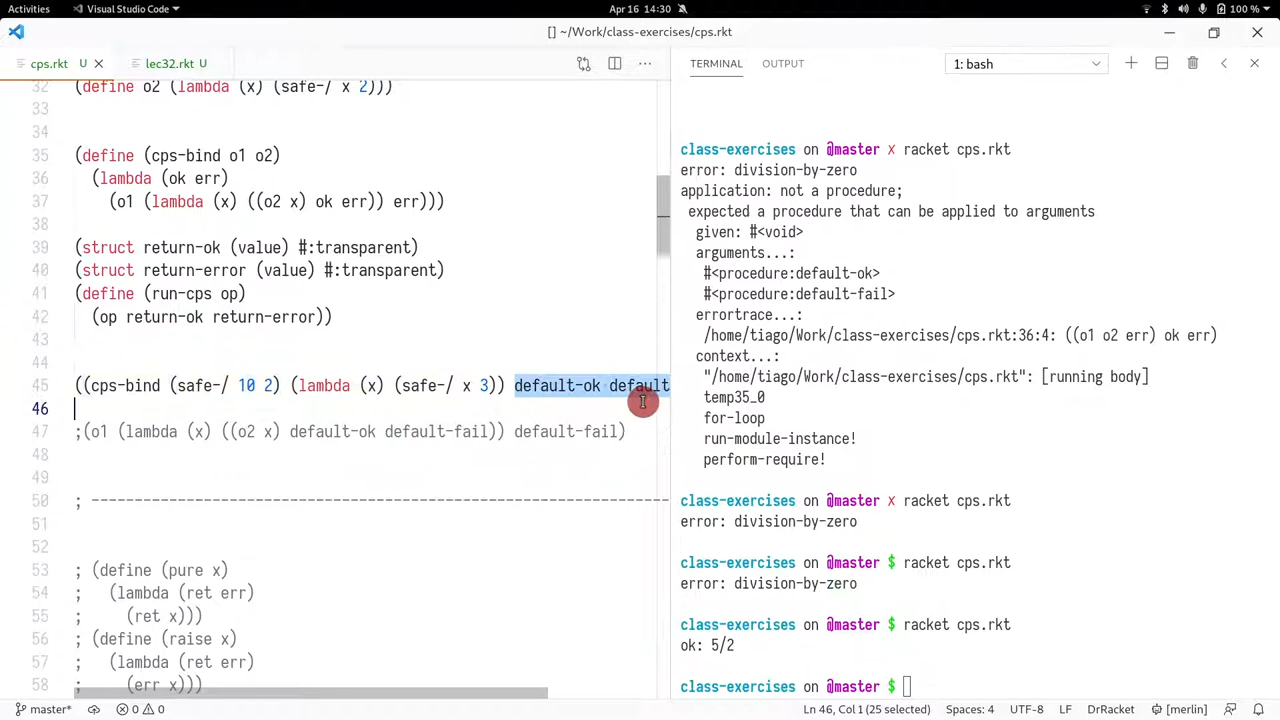 Activities
Visual Studio Code
Apr 16 14:30
100 %
[] ~/Work/class-exercises/cps.rkt
cps.rkt U
lec32.rkt U
32 (define o2 (lambda (x) (safe-/ x 2)))
33
34
35 (define (cps-bind o1 o2)
36 (lambda (ok err)
37 (o1 (lambda (x) ((o2 x) ok err)) err)))
38
39 (struct return-ok (value) #:transparent)
40 (struct return-error (value) #:transparent)
41 (define (run-cps op)
42 (op return-ok return-error))
43
44
45 ((cps-bind (safe-/ 10 2) (lambda (x) (safe-/ x 3)) default-ok default
46
47 ;(o1 (lambda (x) ((o2 x) default-ok default-fail)) default-fail)
48
49
50 ; ----------------------------------------------------------------
51
52
53 ; (define (pure x)
54 ; (lambda (ret err)
55 ; (ret x)))
56 ; (define (raise x)
57 ; (lambda (ret err)
58 ; (err x)))
TERMINAL
OUTPUT
1: bash
class-exercises on @master x racket cps.rkt
error: division-by-zero
application: not a procedure;
expected a procedure that can be applied to arguments
given: #<void>
arguments...:
#<procedure:default-ok>
#<procedure:default-fail>
errortrace...:
/home/tiago/Work/class-exercises/cps.rkt:36:4: ((o1 o2 err) ok err)
context...:
"/home/tiago/Work/class-exercises/cps.rkt": [running body]
temp35_0
for-loop
run-module-instance!
perform-require!
class-exercises on @master x racket cps.rkt
error: division-by-zero
class-exercises on @master $ racket cps.rkt
error: division-by-zero
class-exercises on @master $ racket cps.rkt
ok: 5/2
class-exercises on @master $
master*
0
0
Ln 46, Col 1 (25 selected)
Spaces: 4
UTF-8
LF
DrRacket
[merlin]